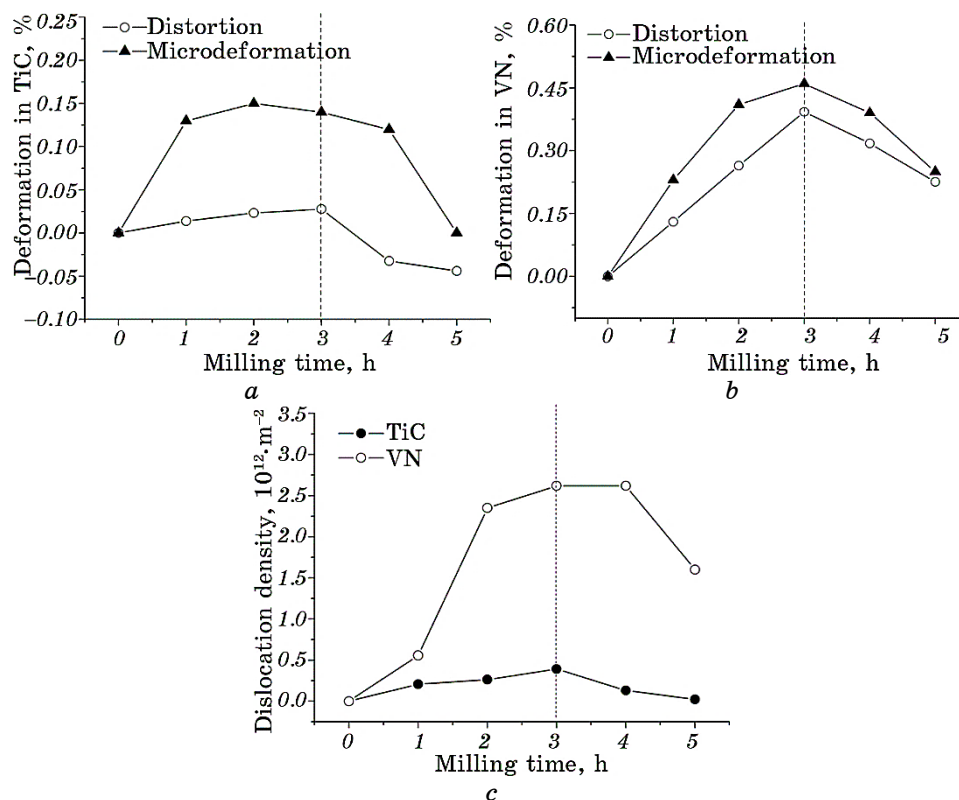 Deformation in TiC, %
0.25
0.20
0.15
0.10
0.05
0.00
−0.05
−0.10
Distortion
Microdeformation
0 1 2 3 4 5
Milling time, h
a
Deformation in VN, %
0.60
0.45
0.30
0.15
0.00
Distortion
Microdeformation
0 1 2 3 4 5
Milling time, h
b
Dislocation density, 10¹²·m⁻²
3.5
3.0
2.5
2.0
1.5
1.0
0.5
0.0
TiC
VN
0 1 2 3 4 5
Milling time, h
c